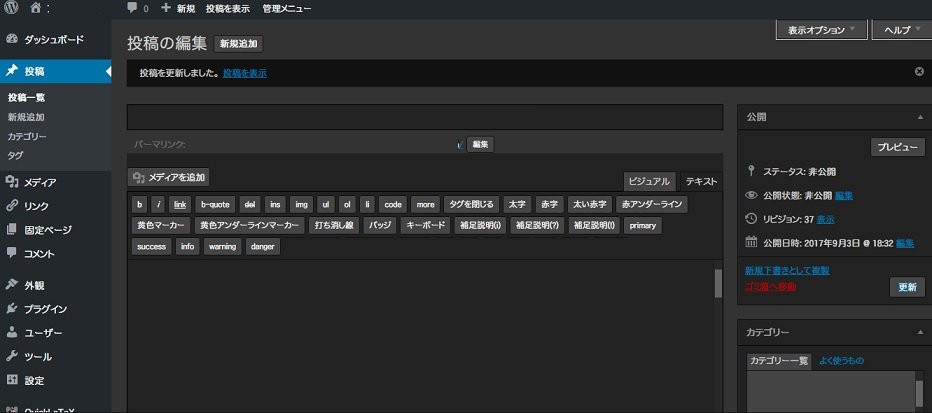 : 0 新規 投稿を表示 管理メニュー
ダッシュボード
投稿
投稿一覧
新規追加
カテゴリー
タグ
メディア
リンク
固定ページ
コメント
外観
プラグイン
ユーザー
ツール
設定
QuickLaTeX
表示オプション ヘルプ
投稿の編集 新規追加
投稿を更新しました。 投稿を表示
パーマリンク: 編集
メディアを追加
ビジュアル テキスト
b i link b-quote del ins img ul ol li code more タグを閉じる 太字 赤字 太い赤字 赤アンダーライン
黄色マーカー 黄色アンダーラインマーカー 打ち消し線 バッジ キーボード 補足説明(i) 補足説明(?) 補足説明(!) primary
success info warning danger
公開
プレビュー
ステータス: 非公開
公開状態: 非公開 編集
リビジョン: 37 表示
公開日時: 2017年9月3日 @ 18:32 編集
新規下書きとして複製
ゴミ箱へ移動 更新
カテゴリー
カテゴリー一覧 よく使うもの